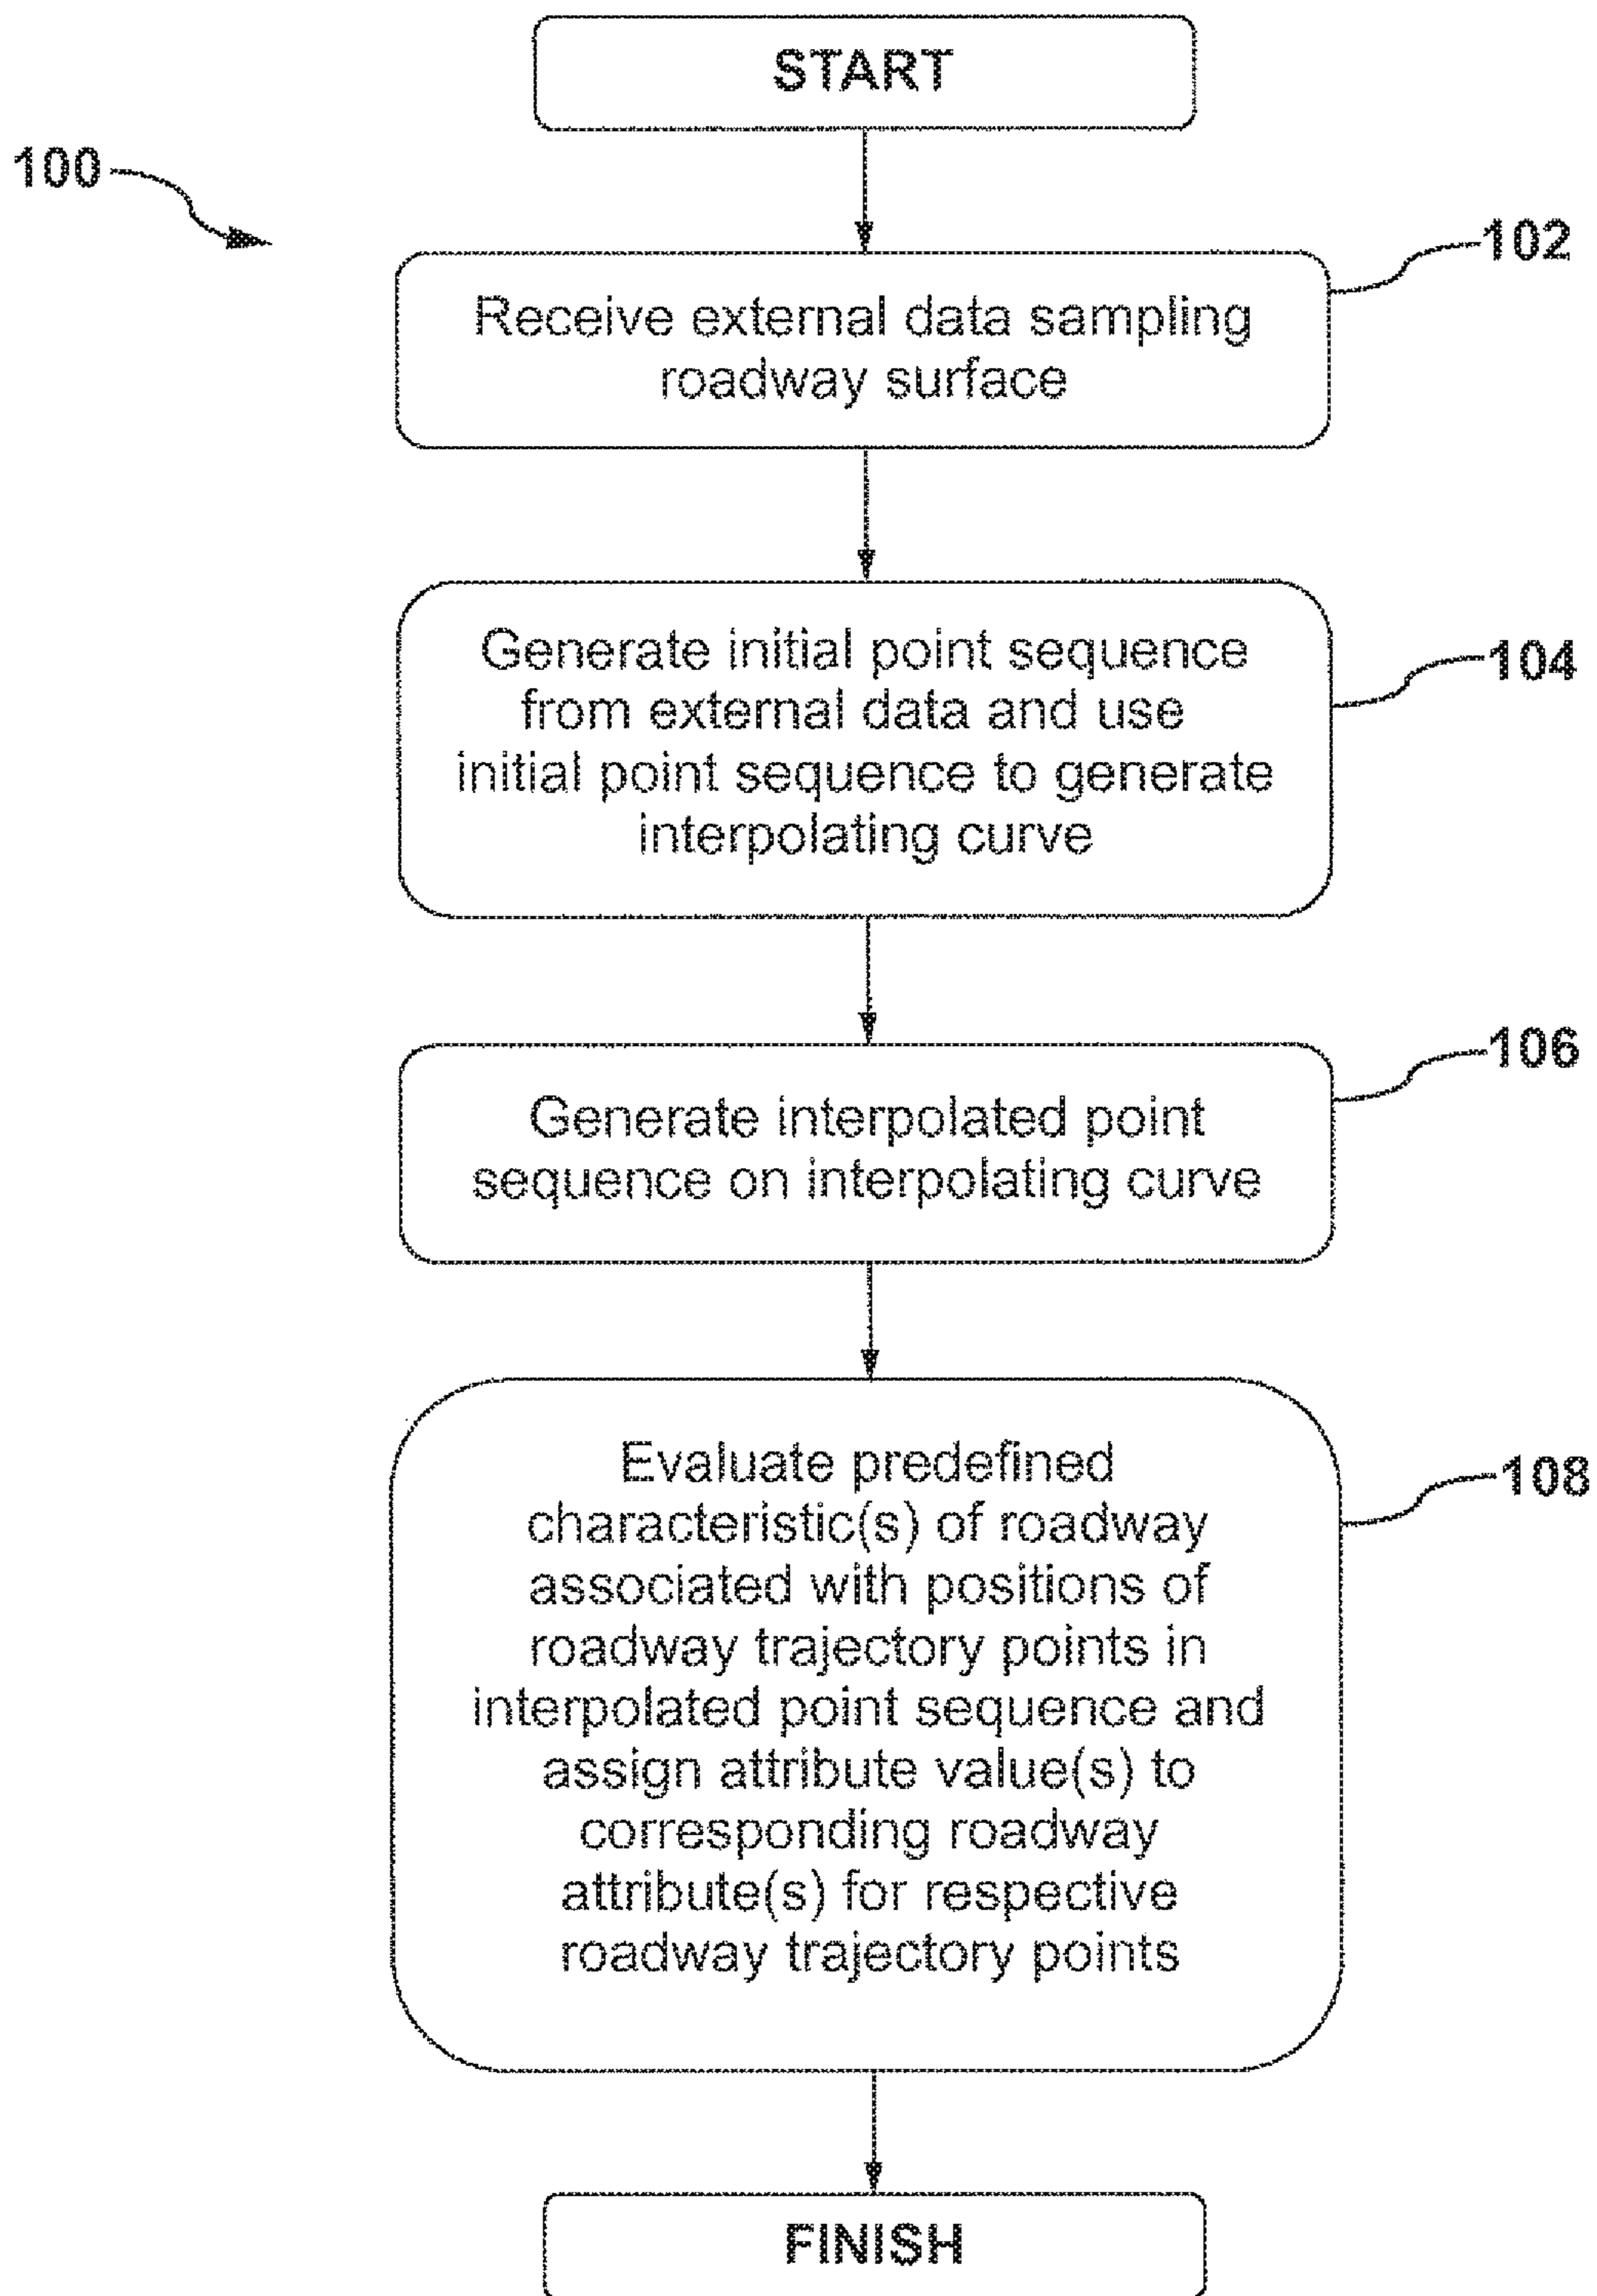 START
100
102
Receive external data sampling
roadway surface
104
Generate initial point sequence
from external data and use
initial point sequence to generate
interpolating curve
106
Generate interpolated point
sequence on interpolating curve
108
Evaluate predefined
characteristic(s) of roadway
associated with positions of
roadway trajectory points in
interpolated point sequence and
assign attribute value(s) to
corresponding roadway
attribute(s) for respective
roadway trajectory points
FINISH